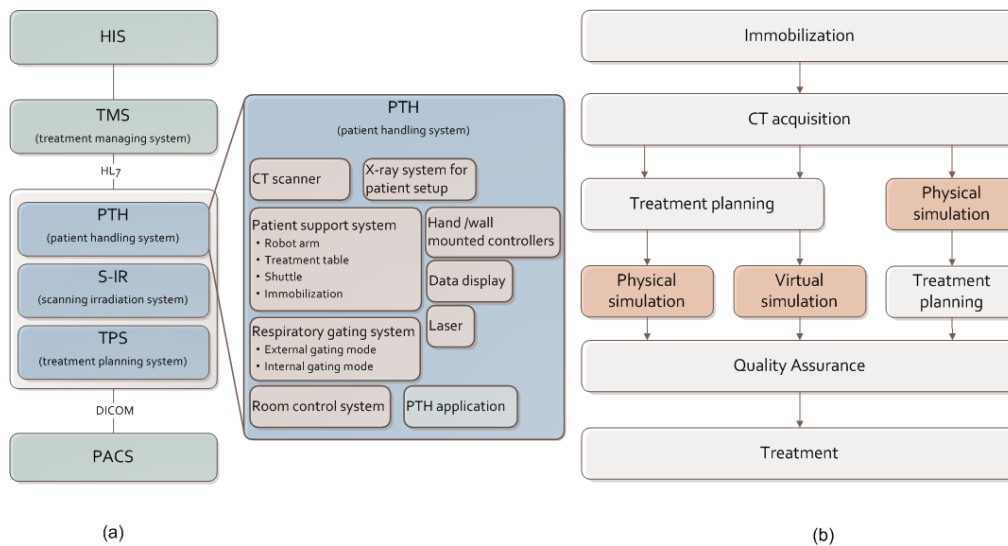 HIS
TMS
(treatment managing system)
HL7
PTH
(patient handling system)
S-IR
(scanning irradiation system)
TPS
(treatment planning system)
DICOM
PACS
PTH
(patient handling system)
CT scanner
X-ray system for
patient setup
Patient support system
• Robot arm
• Treatment table
• Shuttle
• Immobilization
Hand /wall
mounted controllers
Data display
Laser
Respiratory gating system
• External gating mode
• Internal gating mode
Room control system
PTH application
(a)
Immobilization
CT acquisition
Treatment planning
Physical
simulation
Physical
simulation
Virtual
simulation
Treatment
planning
Quality Assurance
Treatment
(b)